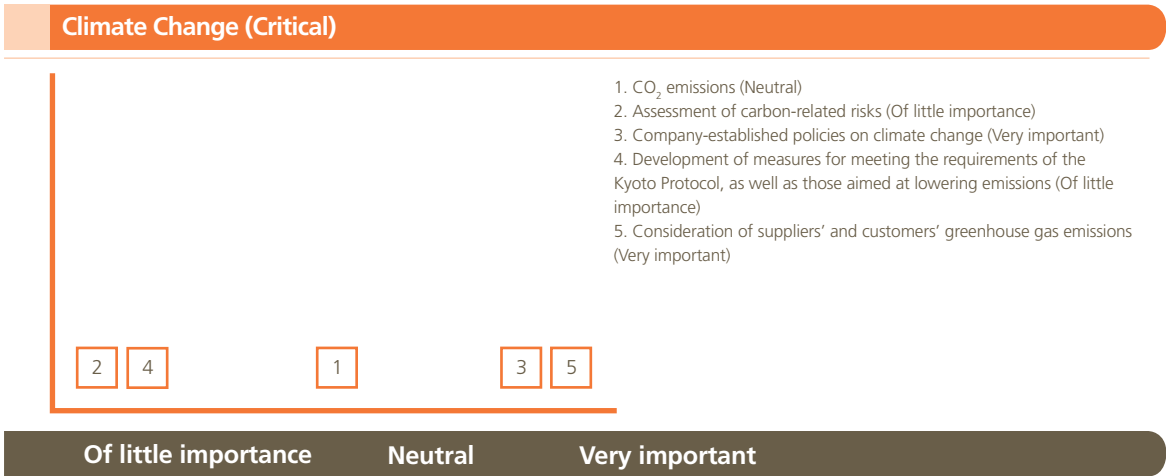 Climate Change (Critical)
1. CO₂ emissions (Neutral)
2. Assessment of carbon-related risks (Of little importance)
3. Company-established policies on climate change (Very important)
4. Development of measures for meeting the requirements of the
Kyoto Protocol, as well as those aimed at lowering emissions (Of little
importance)
5. Consideration of suppliers’ and customers’ greenhouse gas emissions
(Very important)
2 4 1 3 5
Of little importance Neutral Very important